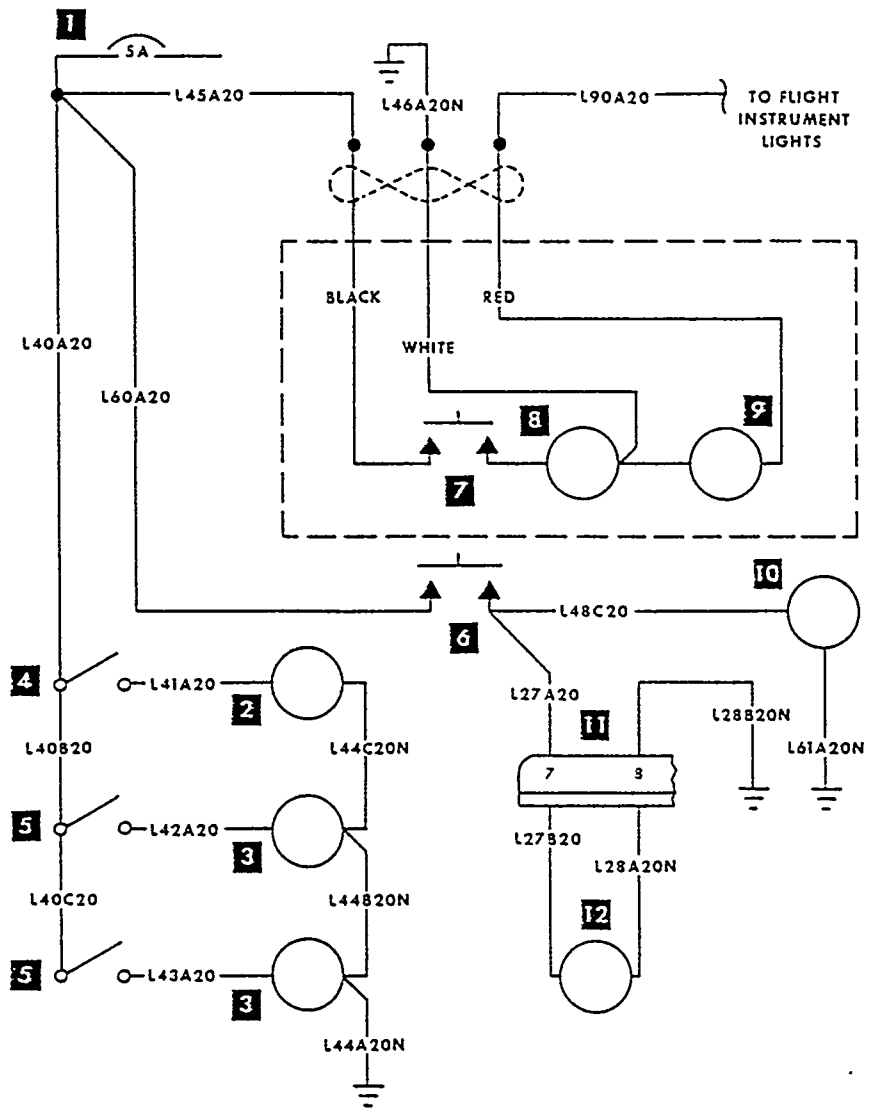 1
5A
L45A20
L46A20N
L90A20
TO FLIGHT
INSTRUMENT
LIGHTS
BLACK
RED
L40A20
WHITE
L60A20
8
9
7
10
L48C20
6
4
L41A20
2
L27A20
11
L28B20N
L40B20
L44C20N
L61A20N
7
8
5
L42A20
3
L27B20
L28A20N
L40C20
L44B20N
12
5
L43A20
3
L44A20N